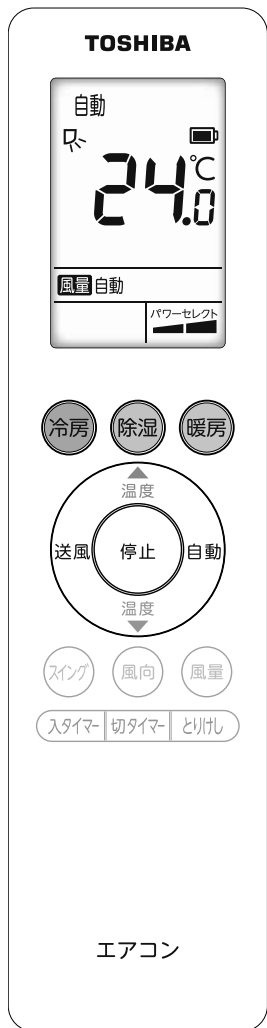 TOSHIBA
自動
24.0℃
風量 自動
パワーセレクト
冷房 除湿 暖房
温度
送風 停止 自動
温度
スイング 風向 風量
入タイマー 切タイマー とりけし
エアコン